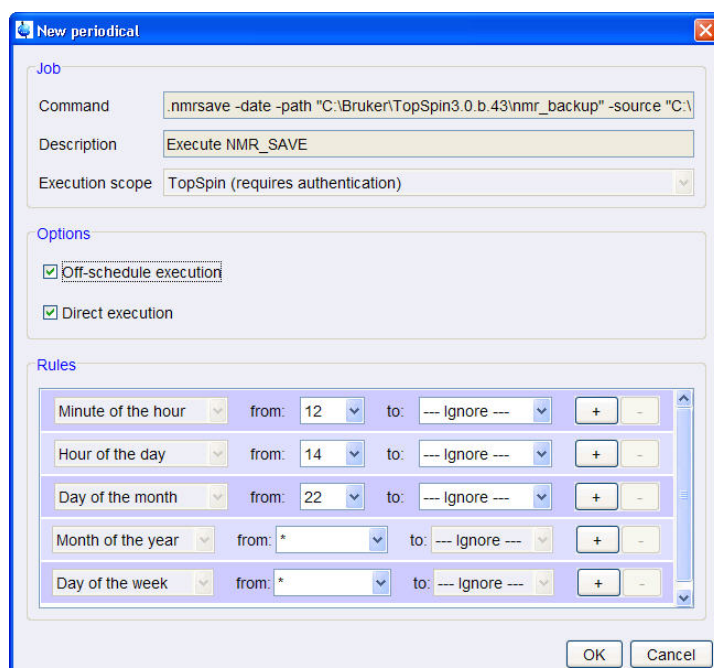 New periodical
Job
Command .nmrsave -date -path "C:\Bruker\TopSpin3.0.b.43\nmr_backup" -source "C:\
Description Execute NMR_SAVE
Execution scope TopSpin (requires authentication)
Options
Off-schedule execution
Direct execution
Rules
Minute of the hour from: 12 to: --- Ignore --- + -
Hour of the day from: 14 to: --- Ignore --- + -
Day of the month from: 22 to: --- Ignore --- + -
Month of the year from: * to: --- Ignore --- + -
Day of the week from: * to: --- Ignore --- + -
OK Cancel